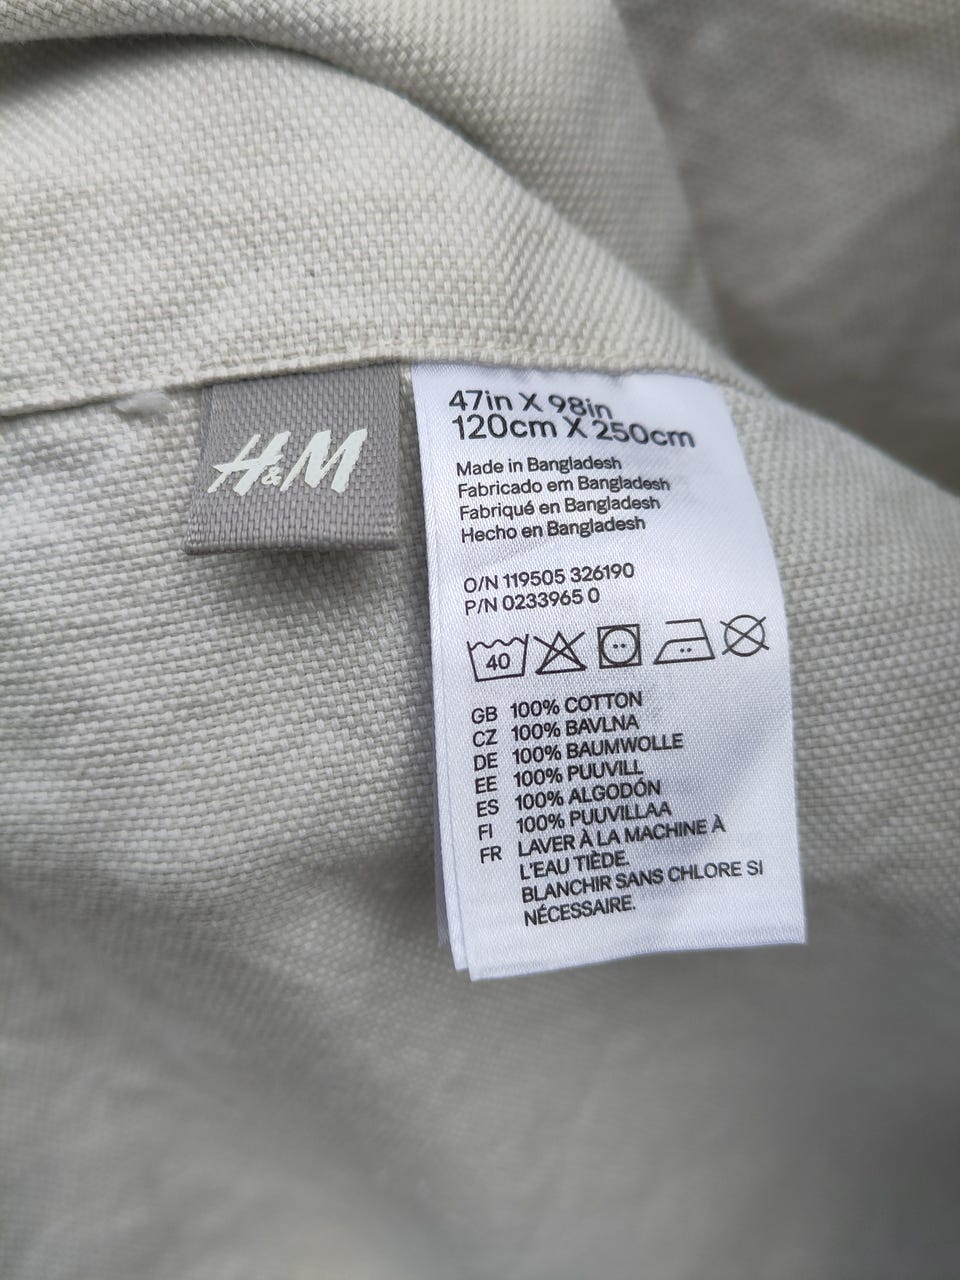 H&M
47in X 98in
120cm X 250cm
Made in Bangladesh
Fabricado em Bangladesh
Fabriqué en Bangladesh
Hecho en Bangladesh
O/N 119505 326190
P/N 0233965 0
40
GB 100% COTTON
CZ 100% BAVLNA
DE 100% BAUMWOLLE
EE 100% PUUVILL
ES 100% ALGODÓN
FI 100% PUUVILLAA
FR LAVER À LA MACHINE À
L'EAU TIÈDE.
BLANCHIR SANS CHLORE SI
NÉCESSAIRE.